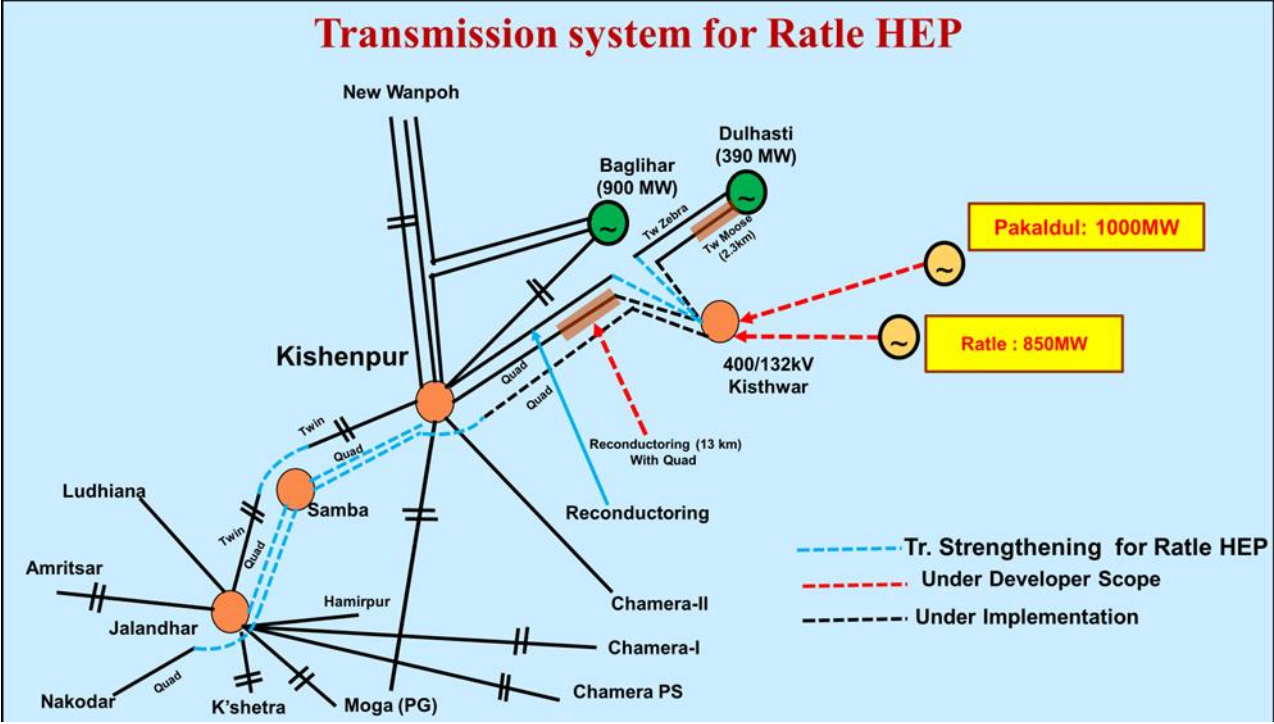 Transmission system for Ratle HEP
New Wanpoh
Dulhasti
(390 MW)
Baglihar
(900 MW)
~
~
Tw Zebra
Tw Moose
(2.3km)
Pakaldul: 1000MW
~
Ratle : 850MW
~
400/132kV
Kisthwar
Kishenpur
Quad
Quad
Reconductoring (13 km)
With Quad
Reconductoring
Twin
Quad
Samba
Twin
Quad
Ludhiana
Amritsar
Jalandhar
Hamirpur
Nakodar
Quad
K'shetra
Moga (PG)
Chamera-II
Chamera-I
Chamera PS
Tr. Strengthening for Ratle HEP
Under Developer Scope
Under Implementation